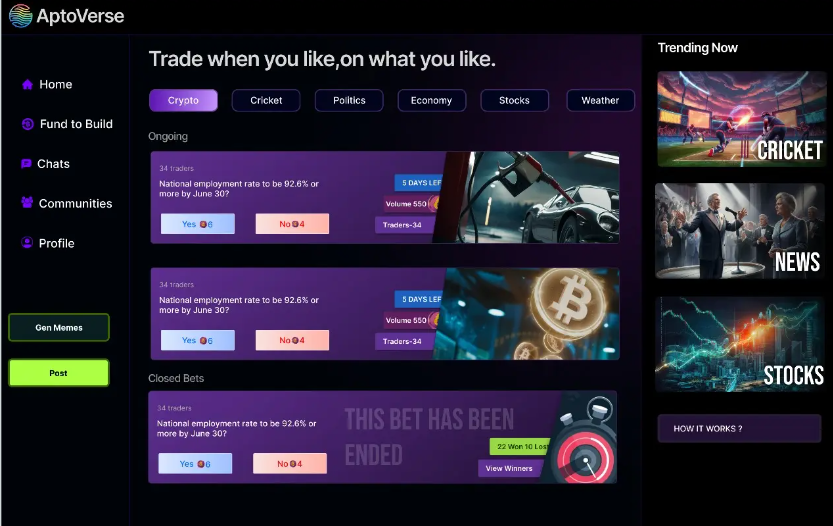 AptoVerse
Home
Fund to Build
Chats
Communities
Profile
Gen Memes
Post
Trade when you like,on what you like.
Crypto
Cricket
Politics
Economy
Stocks
Weather
Ongoing
34 traders
National employment rate to be 92.6% or
more by June 30?
Yes 6
No 4
5 DAYS LEF
Volume 550
Traders-34
34 traders
National employment rate to be 92.6% or
more by June 30?
Yes 6
No 4
5 DAYS LEF
Volume 550
Traders-34
Closed Bets
34 traders
National employment rate to be 92.6% or
more by June 30?
Yes 6
No 4
THIS BET HAS BEEN
ENDED
22 Won 10 Los
View Winners
Trending Now
CRICKET
NEWS
STOCKS
HOW IT WORKS ?